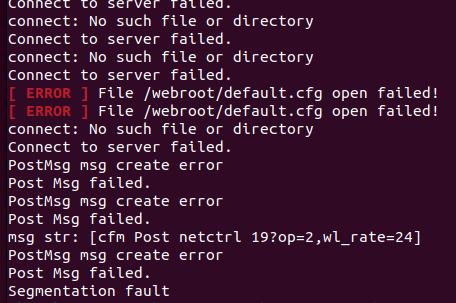 Connect to server failed.
connect: No such file or directory
Connect to server failed.
connect: No such file or directory
Connect to server failed.
[ ERROR ] File /webroot/default.cfg open failed!
[ ERROR ] File /webroot/default.cfg open failed!
connect: No such file or directory
Connect to server failed.
PostMsg msg create error
Post Msg failed.
PostMsg msg create error
Post Msg failed.
msg str: [cfm Post netctrl 19?op=2,wl_rate=24]
PostMsg msg create error
Post Msg failed.
Segmentation fault